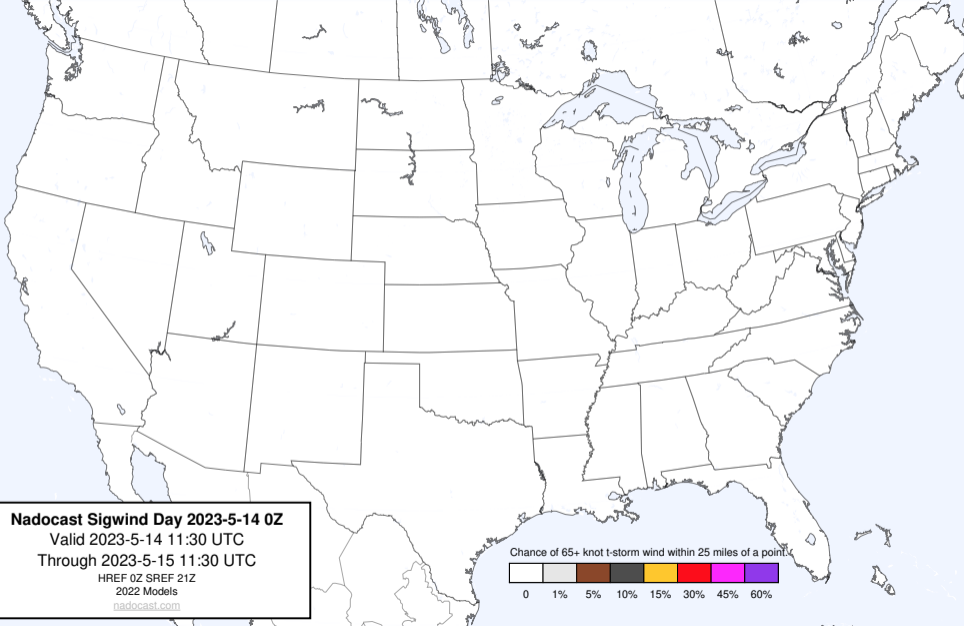 Nadocast Sigwind Day 2023-5-14 0Z
Valid 2023-5-14 11:30 UTC
Through 2023-5-15 11:30 UTC
HREF 0Z SREF 21Z
2022 Models
nadocast.com
Chance of 65+ knot t-storm wind within 25 miles of a point.
0 1% 5% 10% 15% 30% 45% 60%